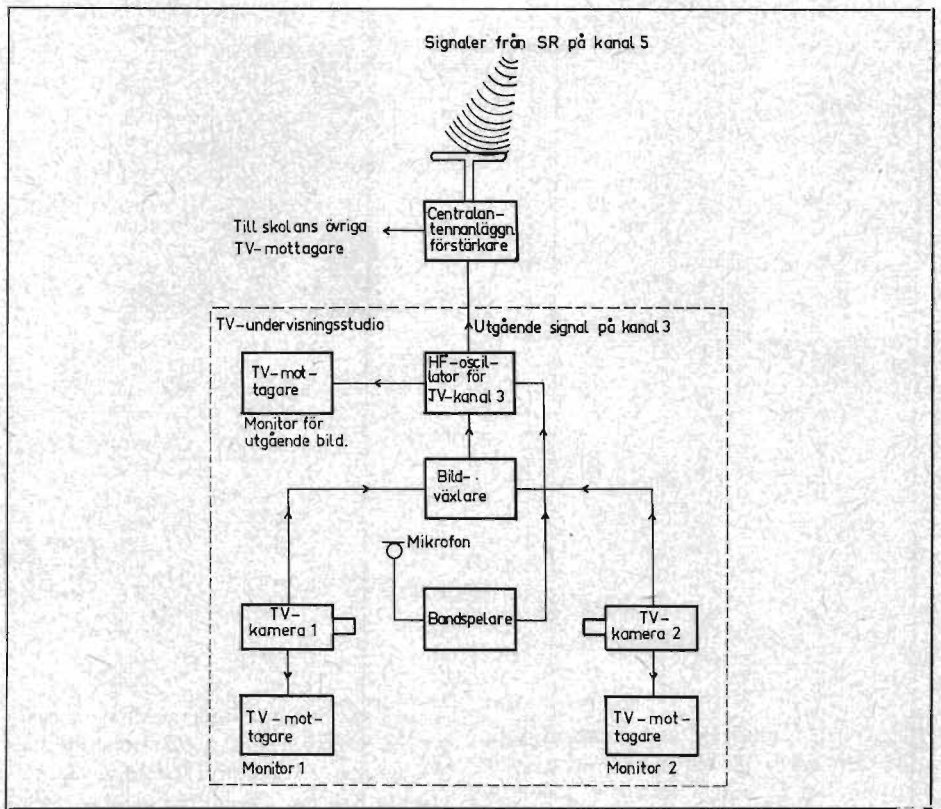 Signaler från SR på kanal 5
Centralan-
tennanläggn.
förstärkare
Till skolans övriga
TV-mottagare
TV-undervisningsstudio
Utgående signal på kanal 3
HF-oscil-
lator för
TV-kanal 3
TV-mot-
tagare
Monitor för
utgående bild.
Bild-
växlare
Mikrofon
TV-
kamera 1
Bandspelare
TV-
kamera 2
TV-mot-
tagare
Monitor 1
TV-mot-
tagare
Monitor 2